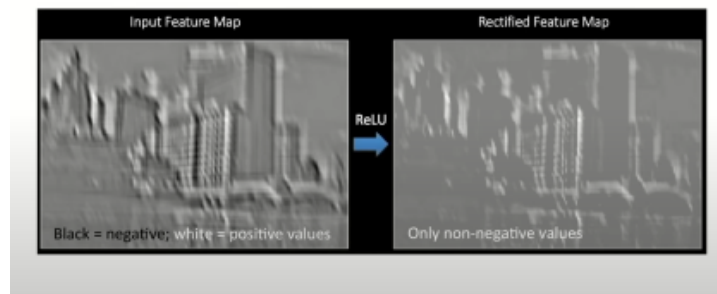 Input Feature Map
Rectified Feature Map
ReLU
Black = negative; white = positive values
Only non-negative values